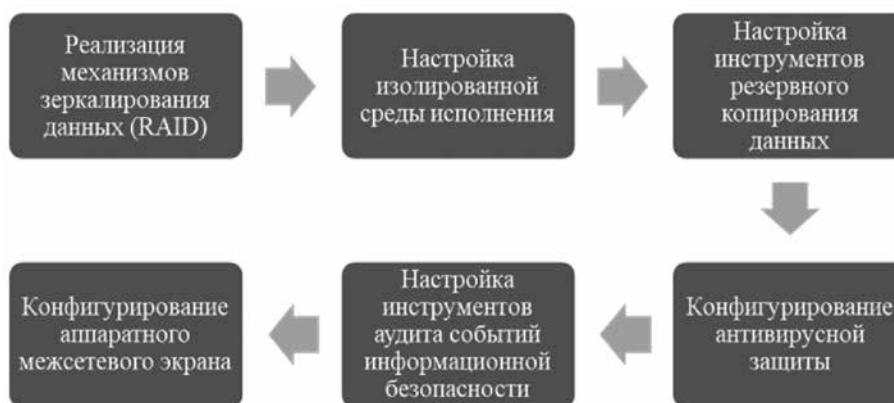 Реализация
механизмов
зеркалирования
данных (RAID)
Настройка
изолированной
среды исполнения
Настройка
инструментов
резервного
копирования
данных
Конфигурирование
антивирусной
защиты
Настройка
инструментов
аудита событий
информационной
безопасности
Конфигурирование
аппаратного
межсетевого экрана